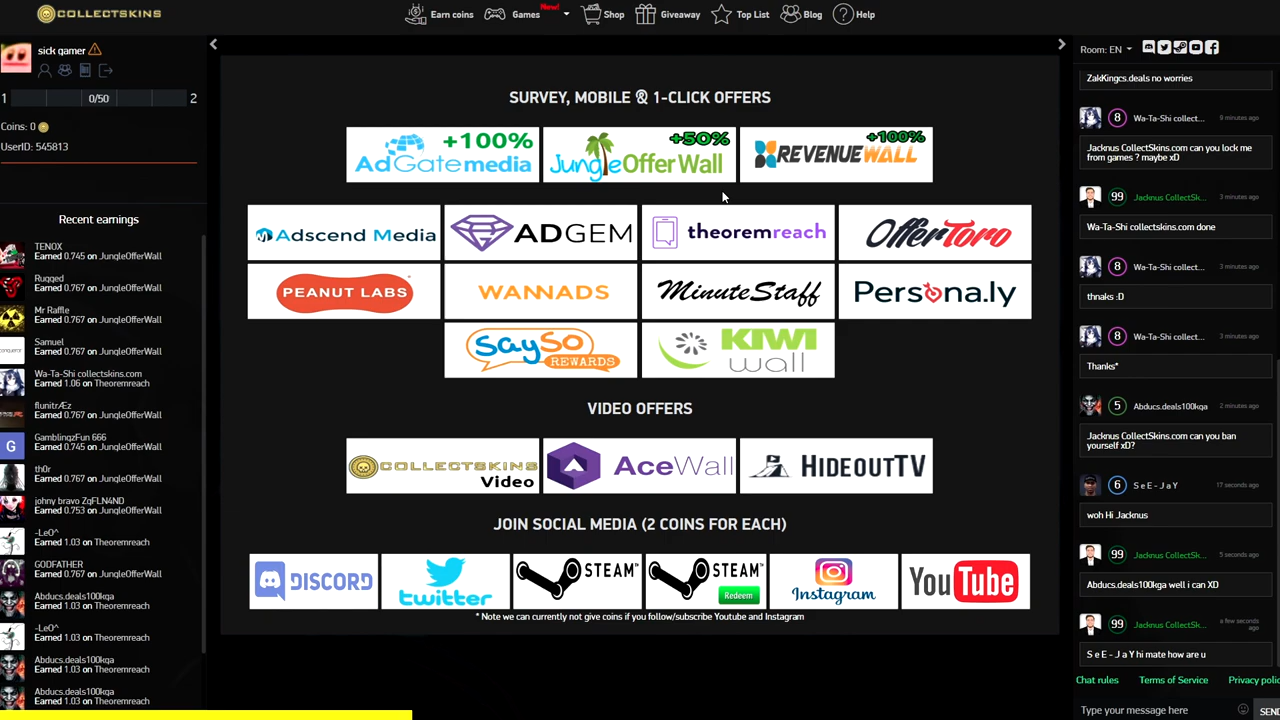 COLLECTSKINS
Earn coins
Games
New!
Shop
Giveaway
Top List
Blog
Help
sick gamer
1
0/50
2
Coins: 0
UserID: 545813
Recent earnings
TENOX
Earned 0.745 on JungleOfferWall
Rugged
Earned 0.767 on JungleOfferWall
Mr Raffle
Earned 0.767 on JungleOfferWall
Samuel
Earned 0.767 on JungleOfferWall
Wa-Ta-Shi collectskins.com
Earned 1.06 on Theoremreach
flunitrÆz
Earned 0.767 on JungleOfferWall
G
GamblingzFun 666
Earned 0.745 on JungleOfferWall
th0r
Earned 0.767 on JungleOfferWall
johny bravo ZgFLN4ND
Earned 0.753 on JungleOfferWall
-LeO^
Earned 1.03 on Theoremreach
GODFATHER
Earned 0.767 on JungleOfferWall
Abducs.deals100kqa
Earned 1.03 on Theoremreach
-LeO^
Earned 1.03 on Theoremreach
Abducs.deals100kqa
Earned 1.03 on Theoremreach
Abducs.deals100kqa
Earned 1.03 on Theoremreach
SURVEY, MOBILE & 1-CLICK OFFERS
+100%
AdGatemedia
+50%
JungleOfferWall
+100%
REVENUEWALL
Adscend Media
ADGEM
theoremreach
OfferToro
PEANUT LABS
WANNADS
MinuteStaff
Persona.ly
SaySo
REWARDS
KIWI
wall
VIDEO OFFERS
COLLECTSKINS
Video
AceWall
HIDEOUTTV
JOIN SOCIAL MEDIA (2 COINS FOR EACH)
DISCORD
twitter
STEAM
STEAM
Redeem
Instagram
YouTube
* Note we can currently not give coins if you follow/subscribe Youtube and Instagram
Room: EN
ZakKingcs.deals no worries
8
Wa-Ta-Shi collect...
9 minutes ago
Jacknus CollectSkins.com can you lock me
from games ? maybe xD
99
Jacknus CollectSk...
3 minutes ago
Wa-Ta-Shi collectskins.com done
8
Wa-Ta-Shi collect...
3 minutes ago
thnaks :D
8
Wa-Ta-Shi collect...
3 minutes ago
Thanks*
5
Abducs.deals100kqa
2 minutes ago
Jacknus CollectSkins.com can you ban
yourself xD?
6
S e E - J a Y
17 seconds ago
woh Hi Jacknus
99
Jacknus CollectSk...
5 seconds ago
Abducs.deals100kqa well i can XD
99
Jacknus CollectSk...
a few seconds
ago
S e E - J a Y hi mate how are u
Chat rules
Terms of Service
Privacy polic
Type your message here
SEND